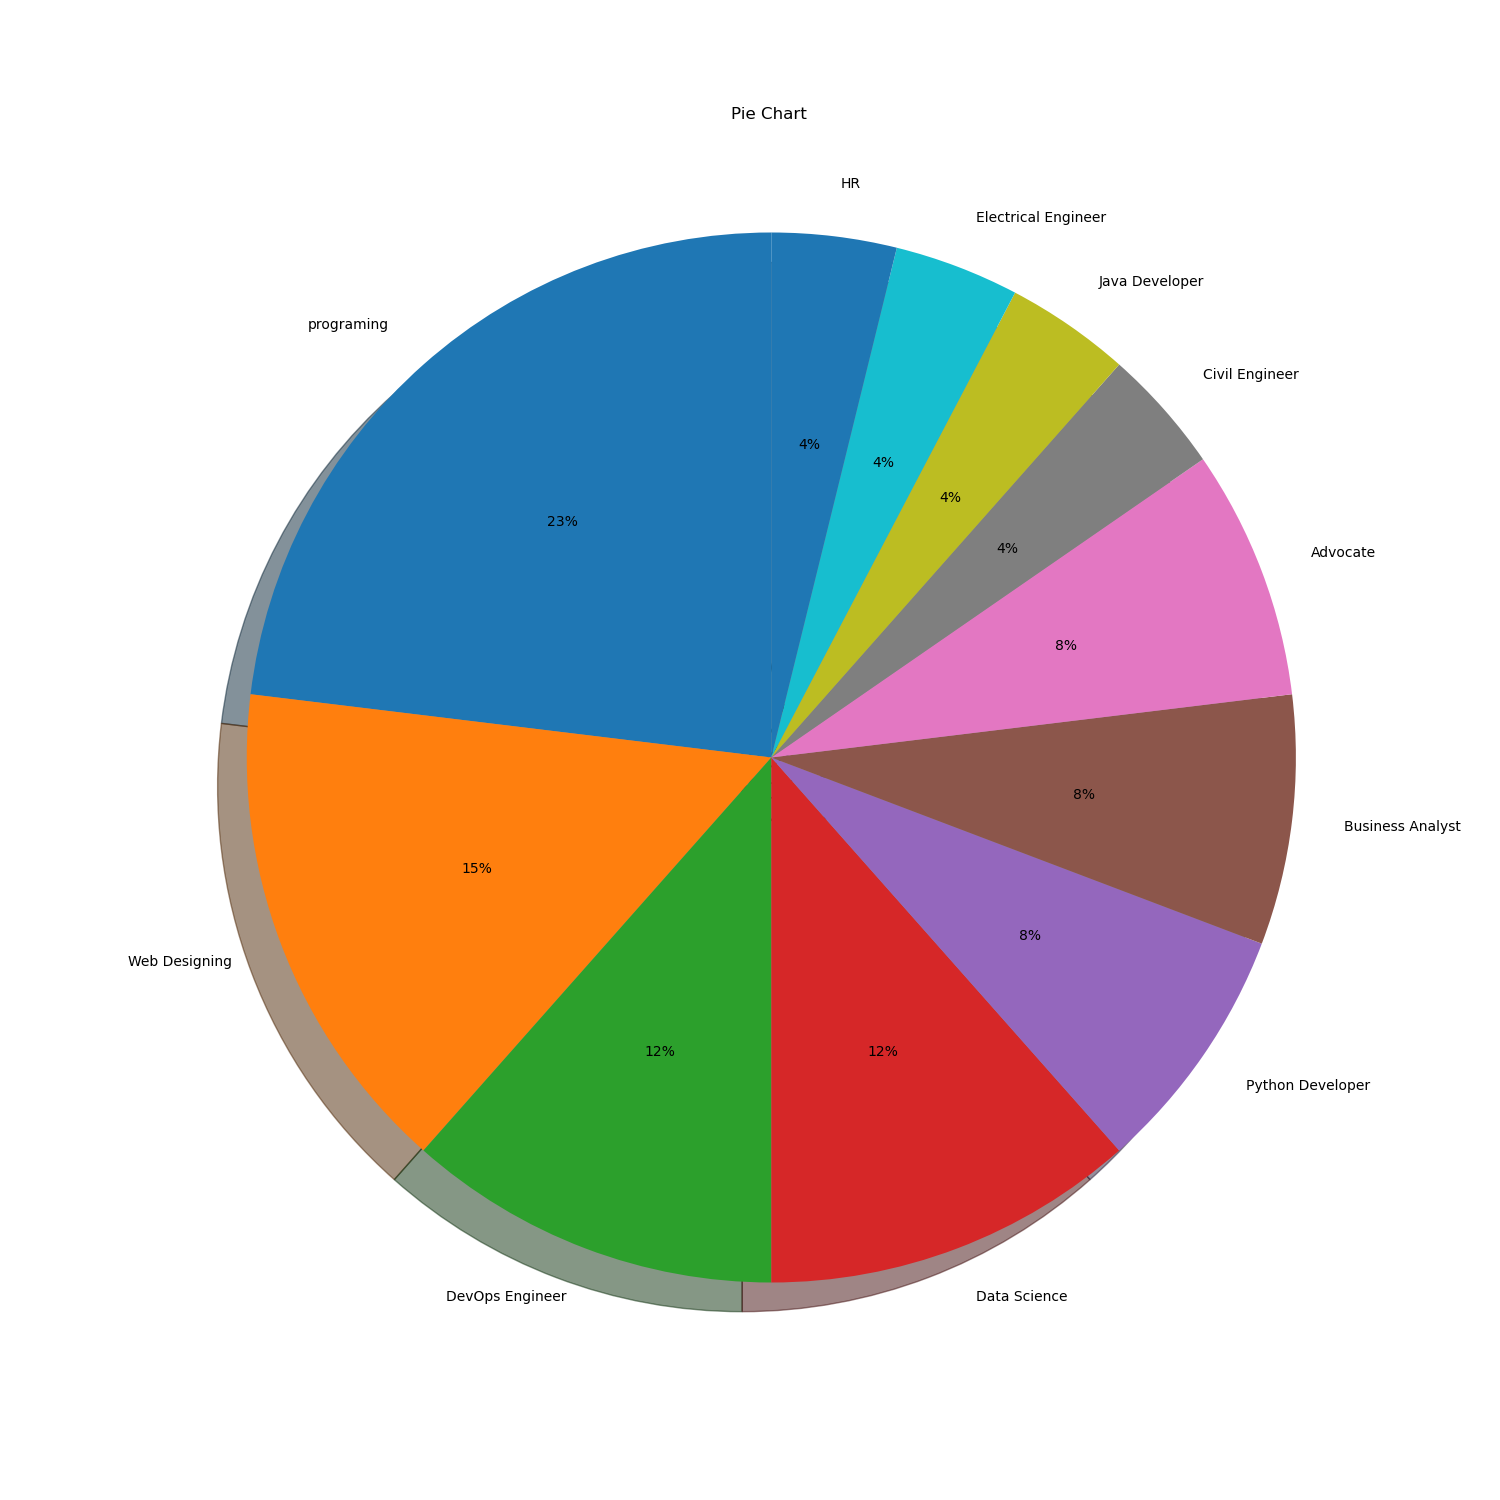 Pie Chart
HR
Electrical Engineer
Java Developer
programing
Civil Engineer
4%
4%
4%
23%
4%
Advocate
8%
8%
Business Analyst
15%
8%
Web Designing
12%
12%
Python Developer
DevOps Engineer
Data Science